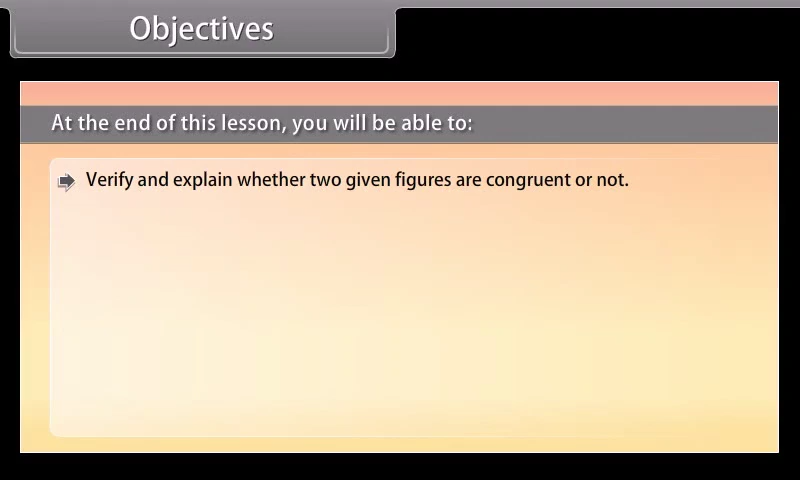 Objectives
At the end of this lesson, you will be able to:
Verify and explain whether two given figures are congruent or not.